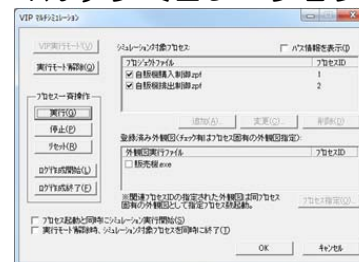 VIP マルチシミュレーション
VIP実行モード(V)
実行モード解除(Q)
プロセス一斉操作
実行(G)
停止(P)
リセット(R)
ログ作成開始(L)
ログ作成終了(E)
シミュレーション対象プロセス:
パス情報を表示(I)
プロジェクトファイル プロセスID
自販機購入制御.zpf 1
自販機排出制御.zpf 2
追加(A)... 変更(C)... 削除(D)
登録済み外観図(チェック有はプロセス固有の外観図指定):
外観図実行ファイル プロセスID
販売機.exe
※関連プロセスIDの指定された外観図は同プロセス
固有の外観図として指定プロセス数起動。
プロセスID指定(O)...
プロセス起動と同時にシミュレーション実行開始(S)
実行モード解除時、シミュレーション対象プロセスを同時に終了(T)
OK キャンセル